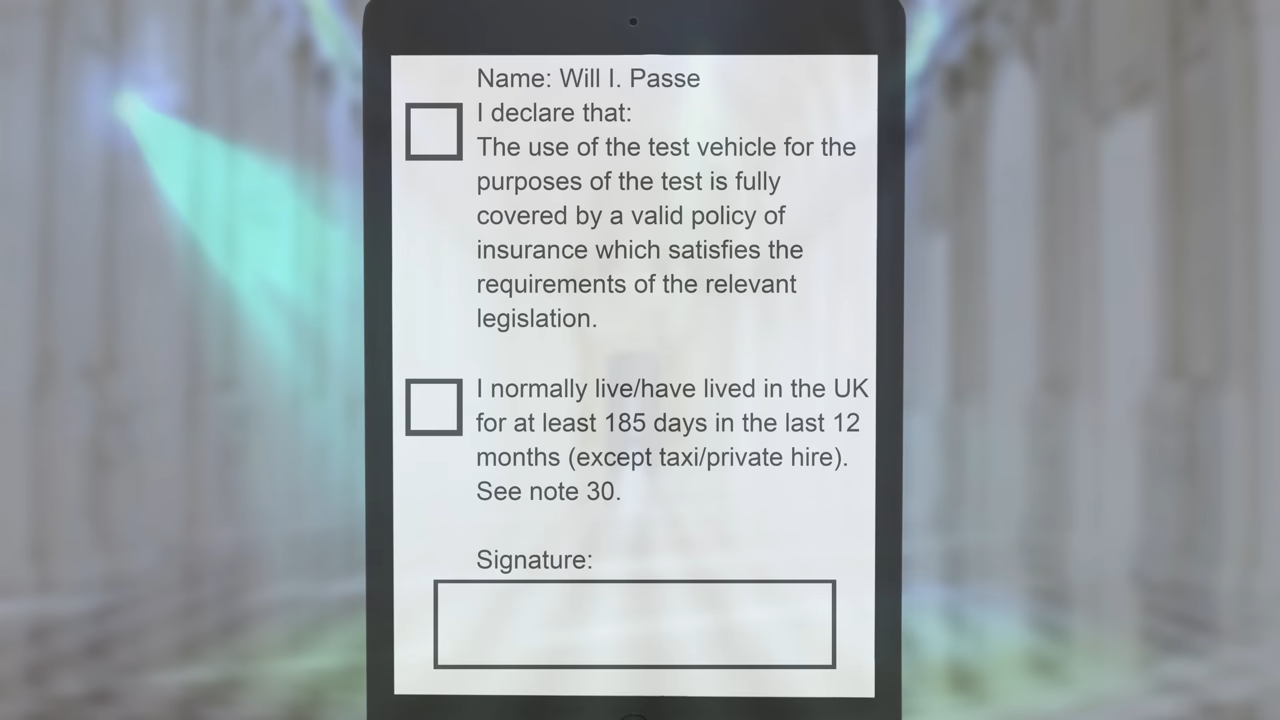 Name: Will I. Passe
I declare that:
The use of the test vehicle for the
purposes of the test is fully
covered by a valid policy of
insurance which satisfies the
requirements of the relevant
legislation.
I normally live/have lived in the UK
for at least 185 days in the last 12
months (except taxi/private hire).
See note 30.
Signature: